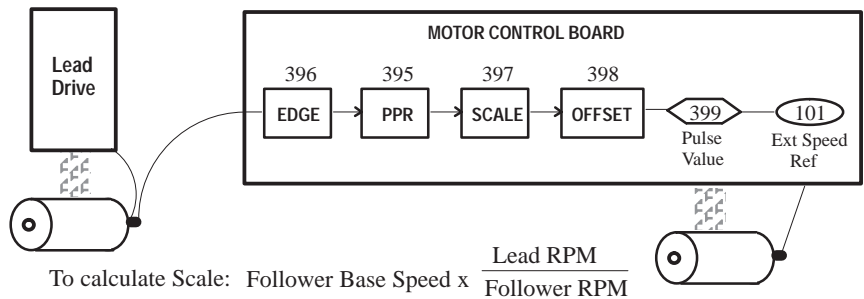 MOTOR CONTROL BOARD
Lead
Drive
396 395 397 398
EDGE PPR SCALE OFFSET 399 101
Pulse
Value
Ext Speed
Ref
To calculate Scale: Follower Base Speed x Lead RPM
Follower RPM